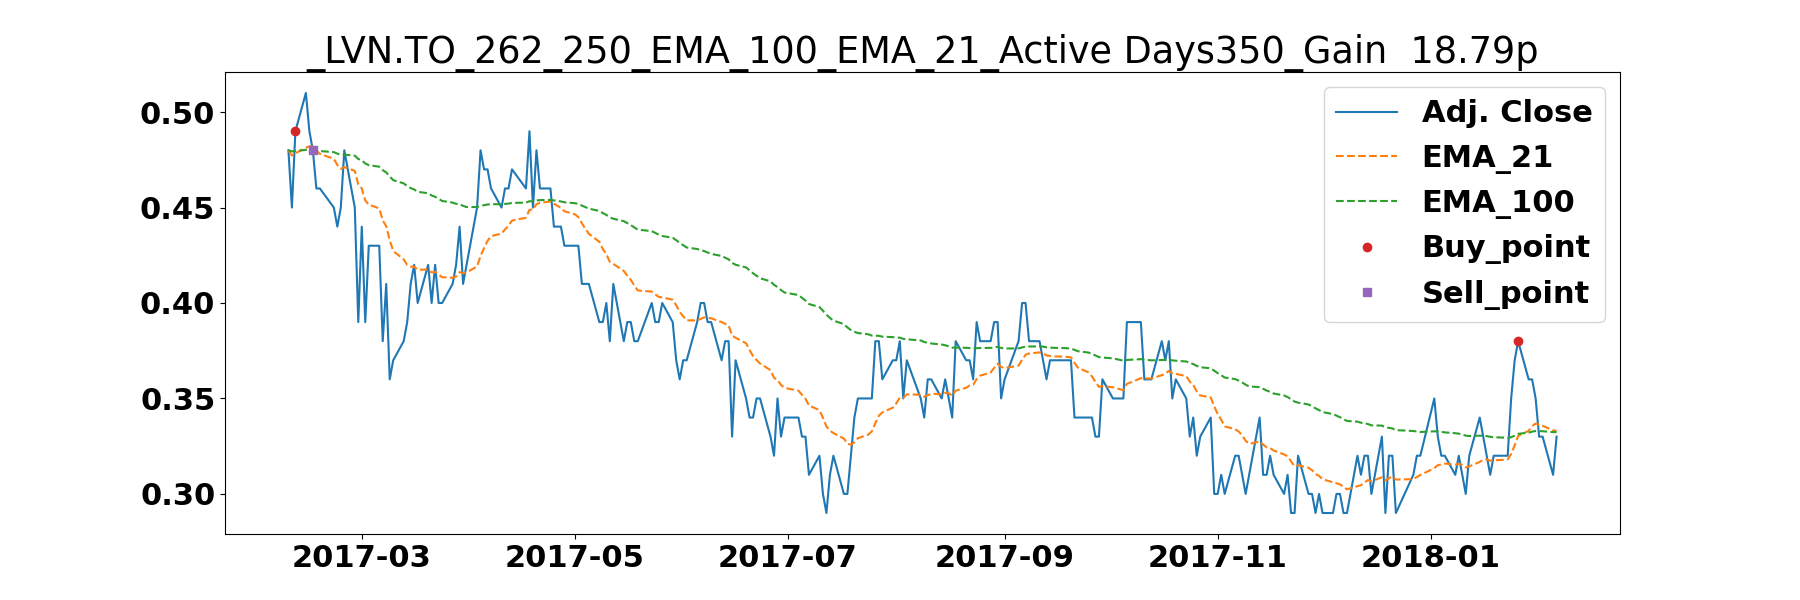 _LVN.TO_262_250_EMA_100_EMA_21_Active Days350_Gain  18.79p
0.50
0.45
0.40
0.35
0.30
Adj. Close
EMA_21
EMA_100
Buy_point
Sell_point
2017-03 2017-05 2017-07 2017-09 2017-11 2018-01